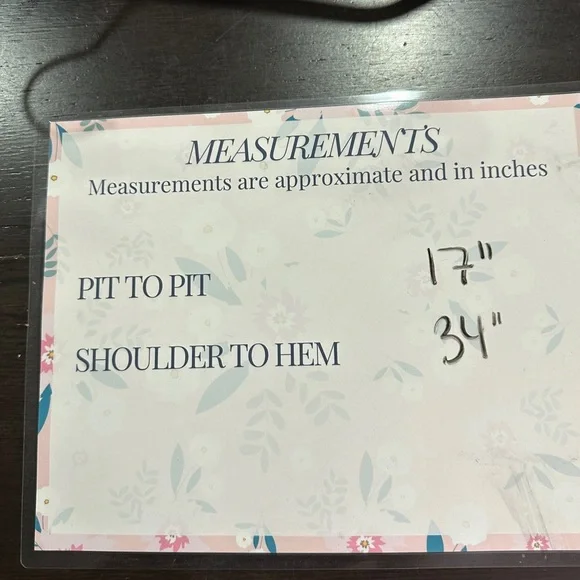 MEASUREMENTS
Measurements are approximate and in inches
PIT TO PIT 17"
SHOULDER TO HEM 34"